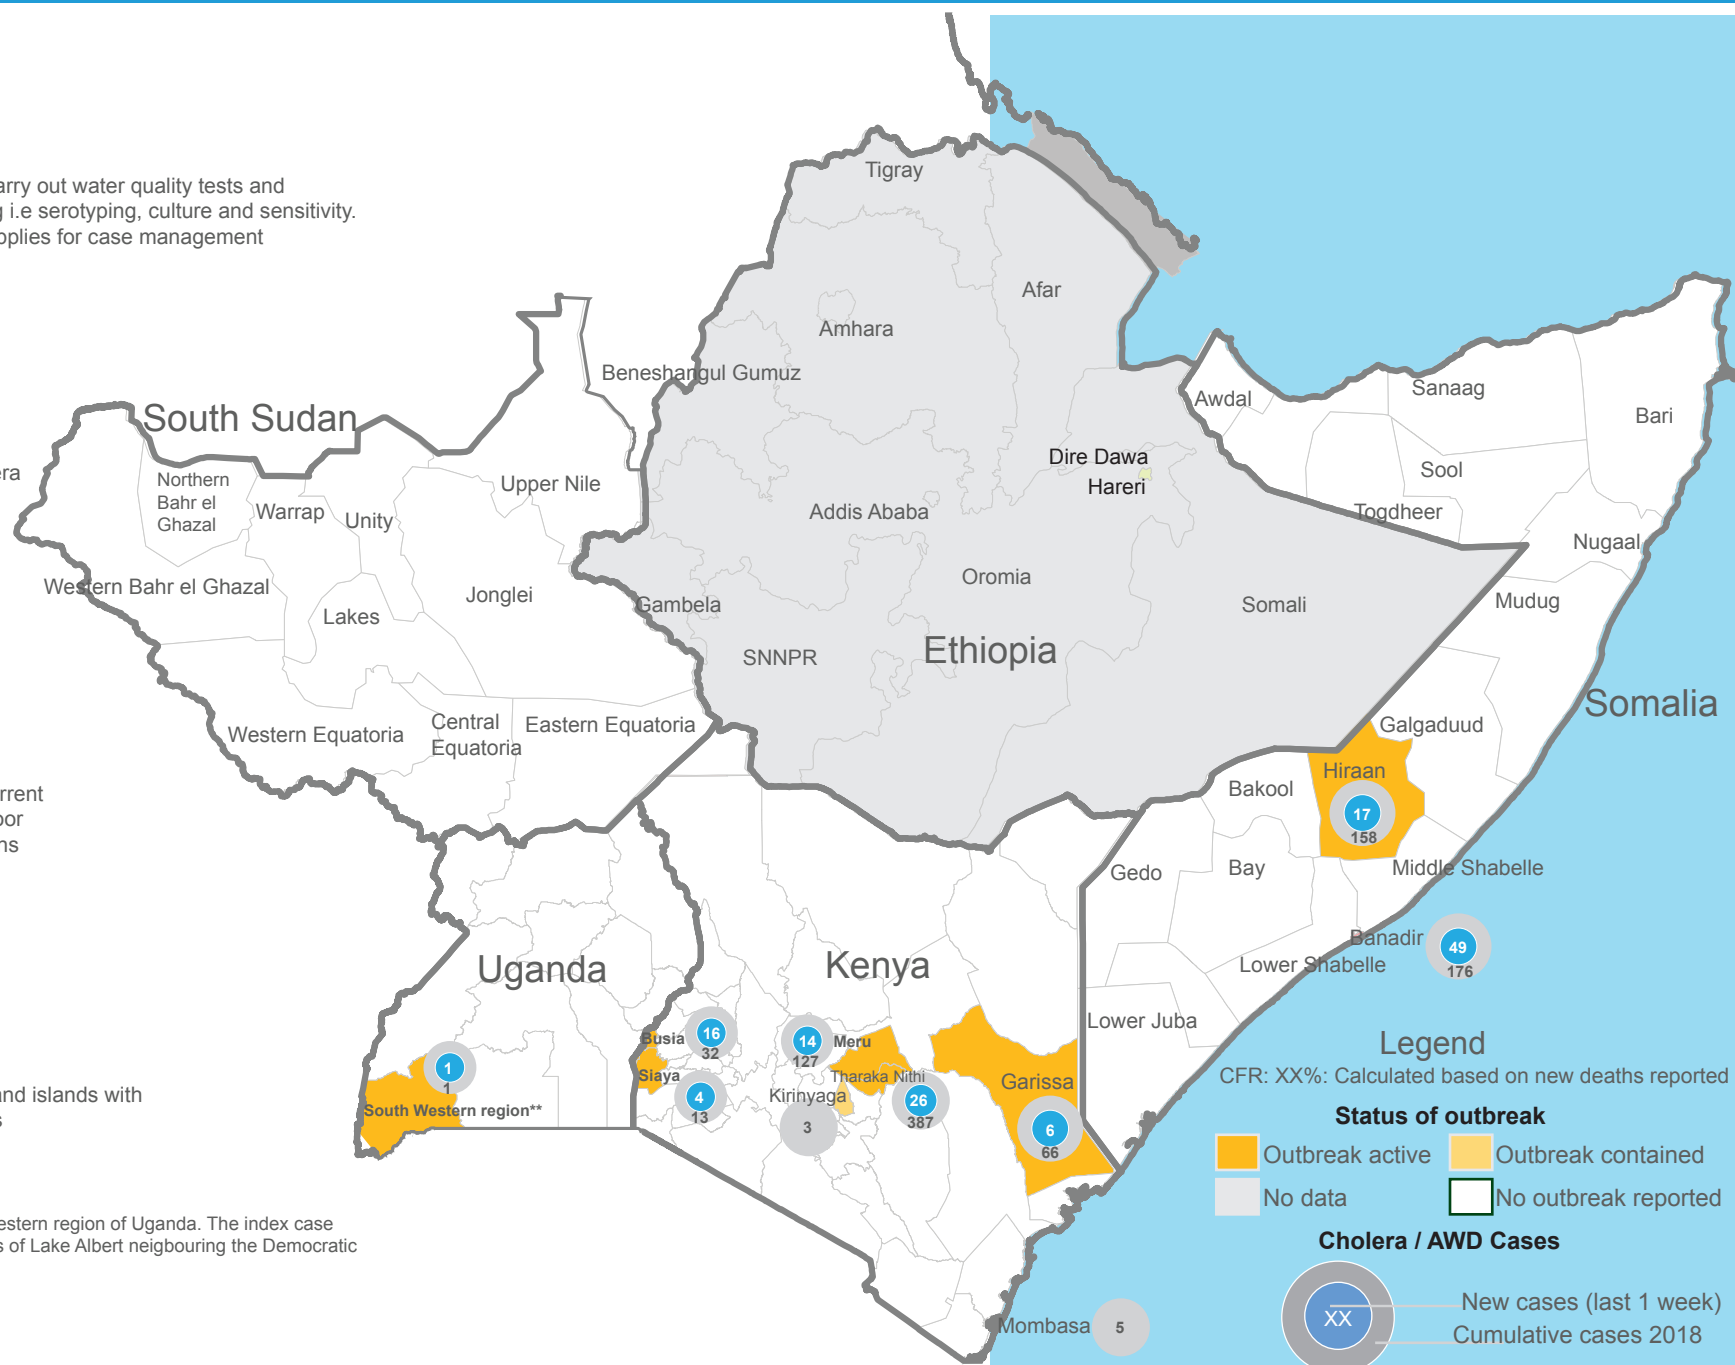 arry out water quality tests and
g i.e serotyping, culture and sensitivity.
pplies for case management
era
rrent
oor
ns
and islands with
s
estern region of Uganda. The index case
s of Lake Albert neigbouring the Democratic
Tigray
Afar
Amhara
Beneshangul Gumuz
Dire Dawa
Hareri
Addis Ababa
Oromia
Somali
Gambela
SNNPR
Ethiopia
South Sudan
Northern
Bahr el
Ghazal
Warrap
Unity
Upper Nile
Western Bahr el Ghazal
Lakes
Jonglei
Western Equatoria
Central
Equatoria
Eastern Equatoria
Awdal
Sanaag
Bari
Sool
Togdheer
Nugaal
Mudug
Somalia
Galgaduud
Hiraan
17
158
Bakool
Bay
Gedo
Middle Shabelle
Banadir
49
176
Lower Shabelle
Lower Juba
Uganda
1
1
South Western region**
Kenya
Busia
16
32
Siaya
4
13
14
127
Meru
Tharaka Nithi
26
387
Kirinyaga
3
Garissa
6
66
Mombasa
5
Legend
CFR: XX%: Calculated based on new deaths reported
Status of outbreak
Outbreak active
Outbreak contained
No data
No outbreak reported
Cholera / AWD Cases
XX
New cases (last 1 week)
Cumulative cases 2018